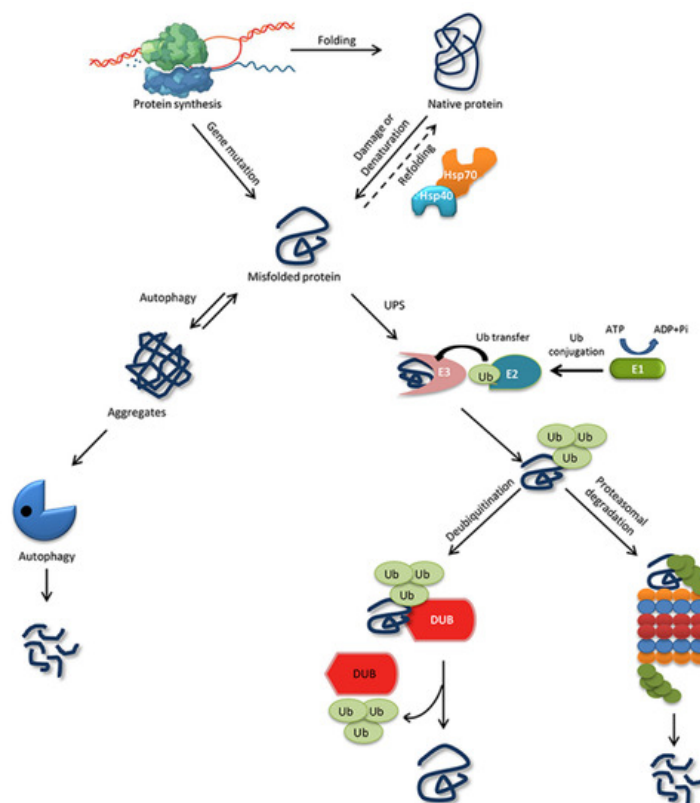 Folding
Protein synthesis
Native protein
Gene mutation
Damage or
Denaturation
Refolding
Hsp70
Hsp40
Misfolded protein
Autophagy
UPS
Aggregates
Ub transfer
Ub
conjugation
ATP
ADP+Pi
E3
Ub
E2
E1
Ub
Ub
Ub
Deubiquitination
Proteasomal
degradation
Autophagy
Ub
Ub
Ub
DUB
DUB
Ub
Ub
Ub